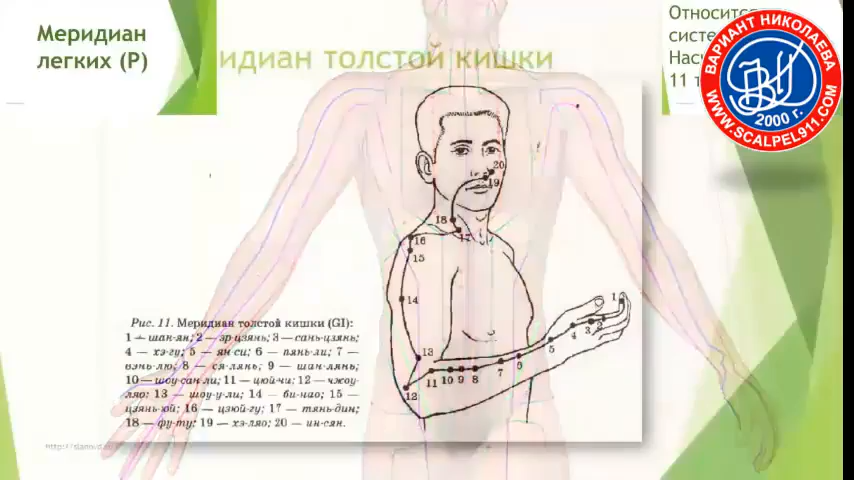 Меридиан
легких (P)
идиан толстой кишки
Относитс
систе
Нас
11 т
ВАРИАНТ НИКОЛАЕВА
ВН
2000 г.
WWW.SCALPEL911.COM
20
19
18
17
16
15
14
13
12
11
10
9
8
7
6
5
4
3
2
1
Рис. 11. Меридиан толстой кишки (GI):
1 — шан-ян; 2 — эр-цзянь; 3 — сань-цзянь;
4 — хэ-гу; 5 — ян-си; 6 — пянь-ли; 7 —
вэнь-лю; 8 — ся-лянь; 9 — шан-лянь;
10 — шоу-сан-ли; 11 — цюй-чи; 12 — чжоу-
ляо; 13 — шоу-у-ли; 14 — би-нао; 15 —
цзянь-юй; 16 — цзюй-гу; 17 — тянь-дин;
18 — фу-ту; 19 — хэ-ляо; 20 — ин-сян.